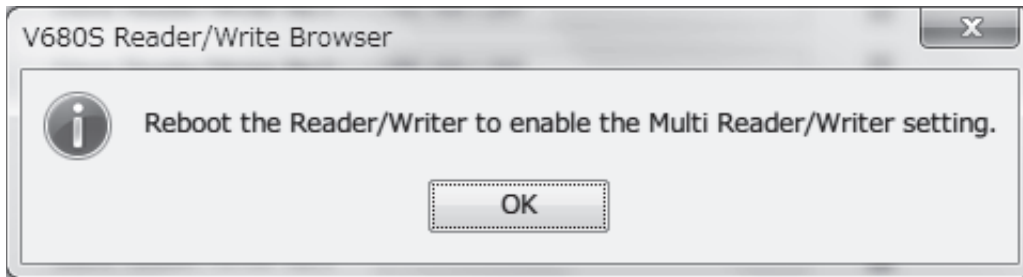 V680S Reader/Write Browser
Reboot the Reader/Writer to enable the Multi Reader/Writer setting.
OK